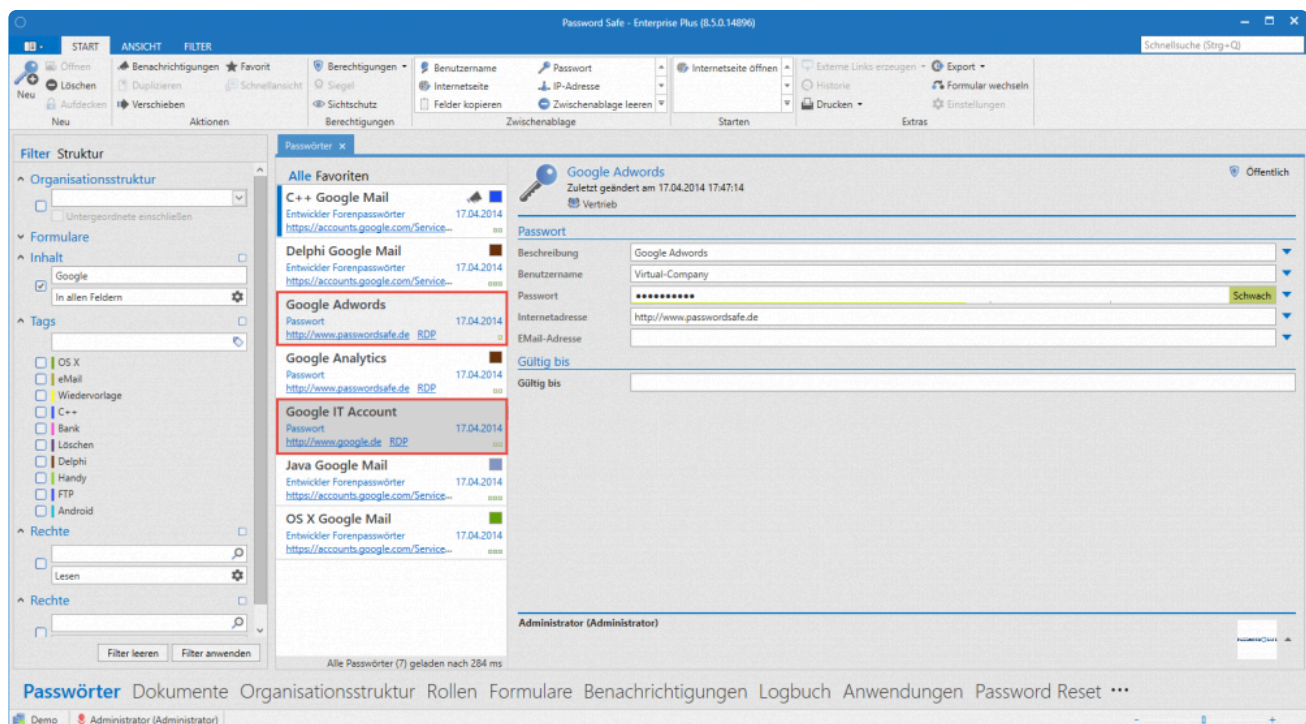 Password Safe - Enterprise Plus (8.5.0.14896)
START ANSICHT FILTER
Schnellsuche (Strg+Q)
Neu
Öffnen
Löschen
Aufdecken
Neu
Benachrichtigungen Favorit
Duplizieren Schnellansicht
Verschieben
Aktionen
Berechtigungen
Siegel
Sichtschutz
Berechtigungen
Benutzername Passwort
Internetseite IP-Adresse
Felder kopieren Zwischenablage leeren
Zwischenablage
Internetseite öffnen
Starten
Externe Links erzeugen Export
Historie Formular wechseln
Drucken Einstellungen
Extras
Filter Struktur
Organisationsstruktur
Untergeordnete einschließen
Formulare
Inhalt
Google
In allen Feldern
Tags
OS X
eMail
Wiedervorlage
C++
Bank
Löschen
Delphi
Handy
FTP
Android
Rechte
Lesen
Rechte
Filter leeren Filter anwenden
Passwörter x
Alle Favoriten
C++ Google Mail
Entwickler Forenpasswörter 17.04.2014
https://accounts.google.com/Service...
Delphi Google Mail
Entwickler Forenpasswörter 17.04.2014
https://accounts.google.com/Service...
Google Adwords
Passwort 17.04.2014
http://www.passwordsafe.de RDP
Google Analytics
Passwort 17.04.2014
http://www.passwordsafe.de RDP
Google IT Account
Passwort 17.04.2014
http://www.google.de RDP
Java Google Mail
Entwickler Forenpasswörter 17.04.2014
https://accounts.google.com/Service...
OS X Google Mail
Entwickler Forenpasswörter 17.04.2014
https://accounts.google.com/Service...
Alle Passwörter (7) geladen nach 284 ms
Google Adwords
Zuletzt geändert am 17.04.2014 17:47:14
Vertrieb
Öffentlich
Passwort
Beschreibung Google Adwords
Benutzername Virtual-Company
Passwort •••••••••• Schwach
Internetadresse http://www.passwordsafe.de
EMail-Adresse
Gültig bis
Gültig bis
Administrator (Administrator)
Passwörter Dokumente Organisationsstruktur Rollen Formulare Benachrichtigungen Logbuch Anwendungen Password Reset •••
Demo Administrator (Administrator)